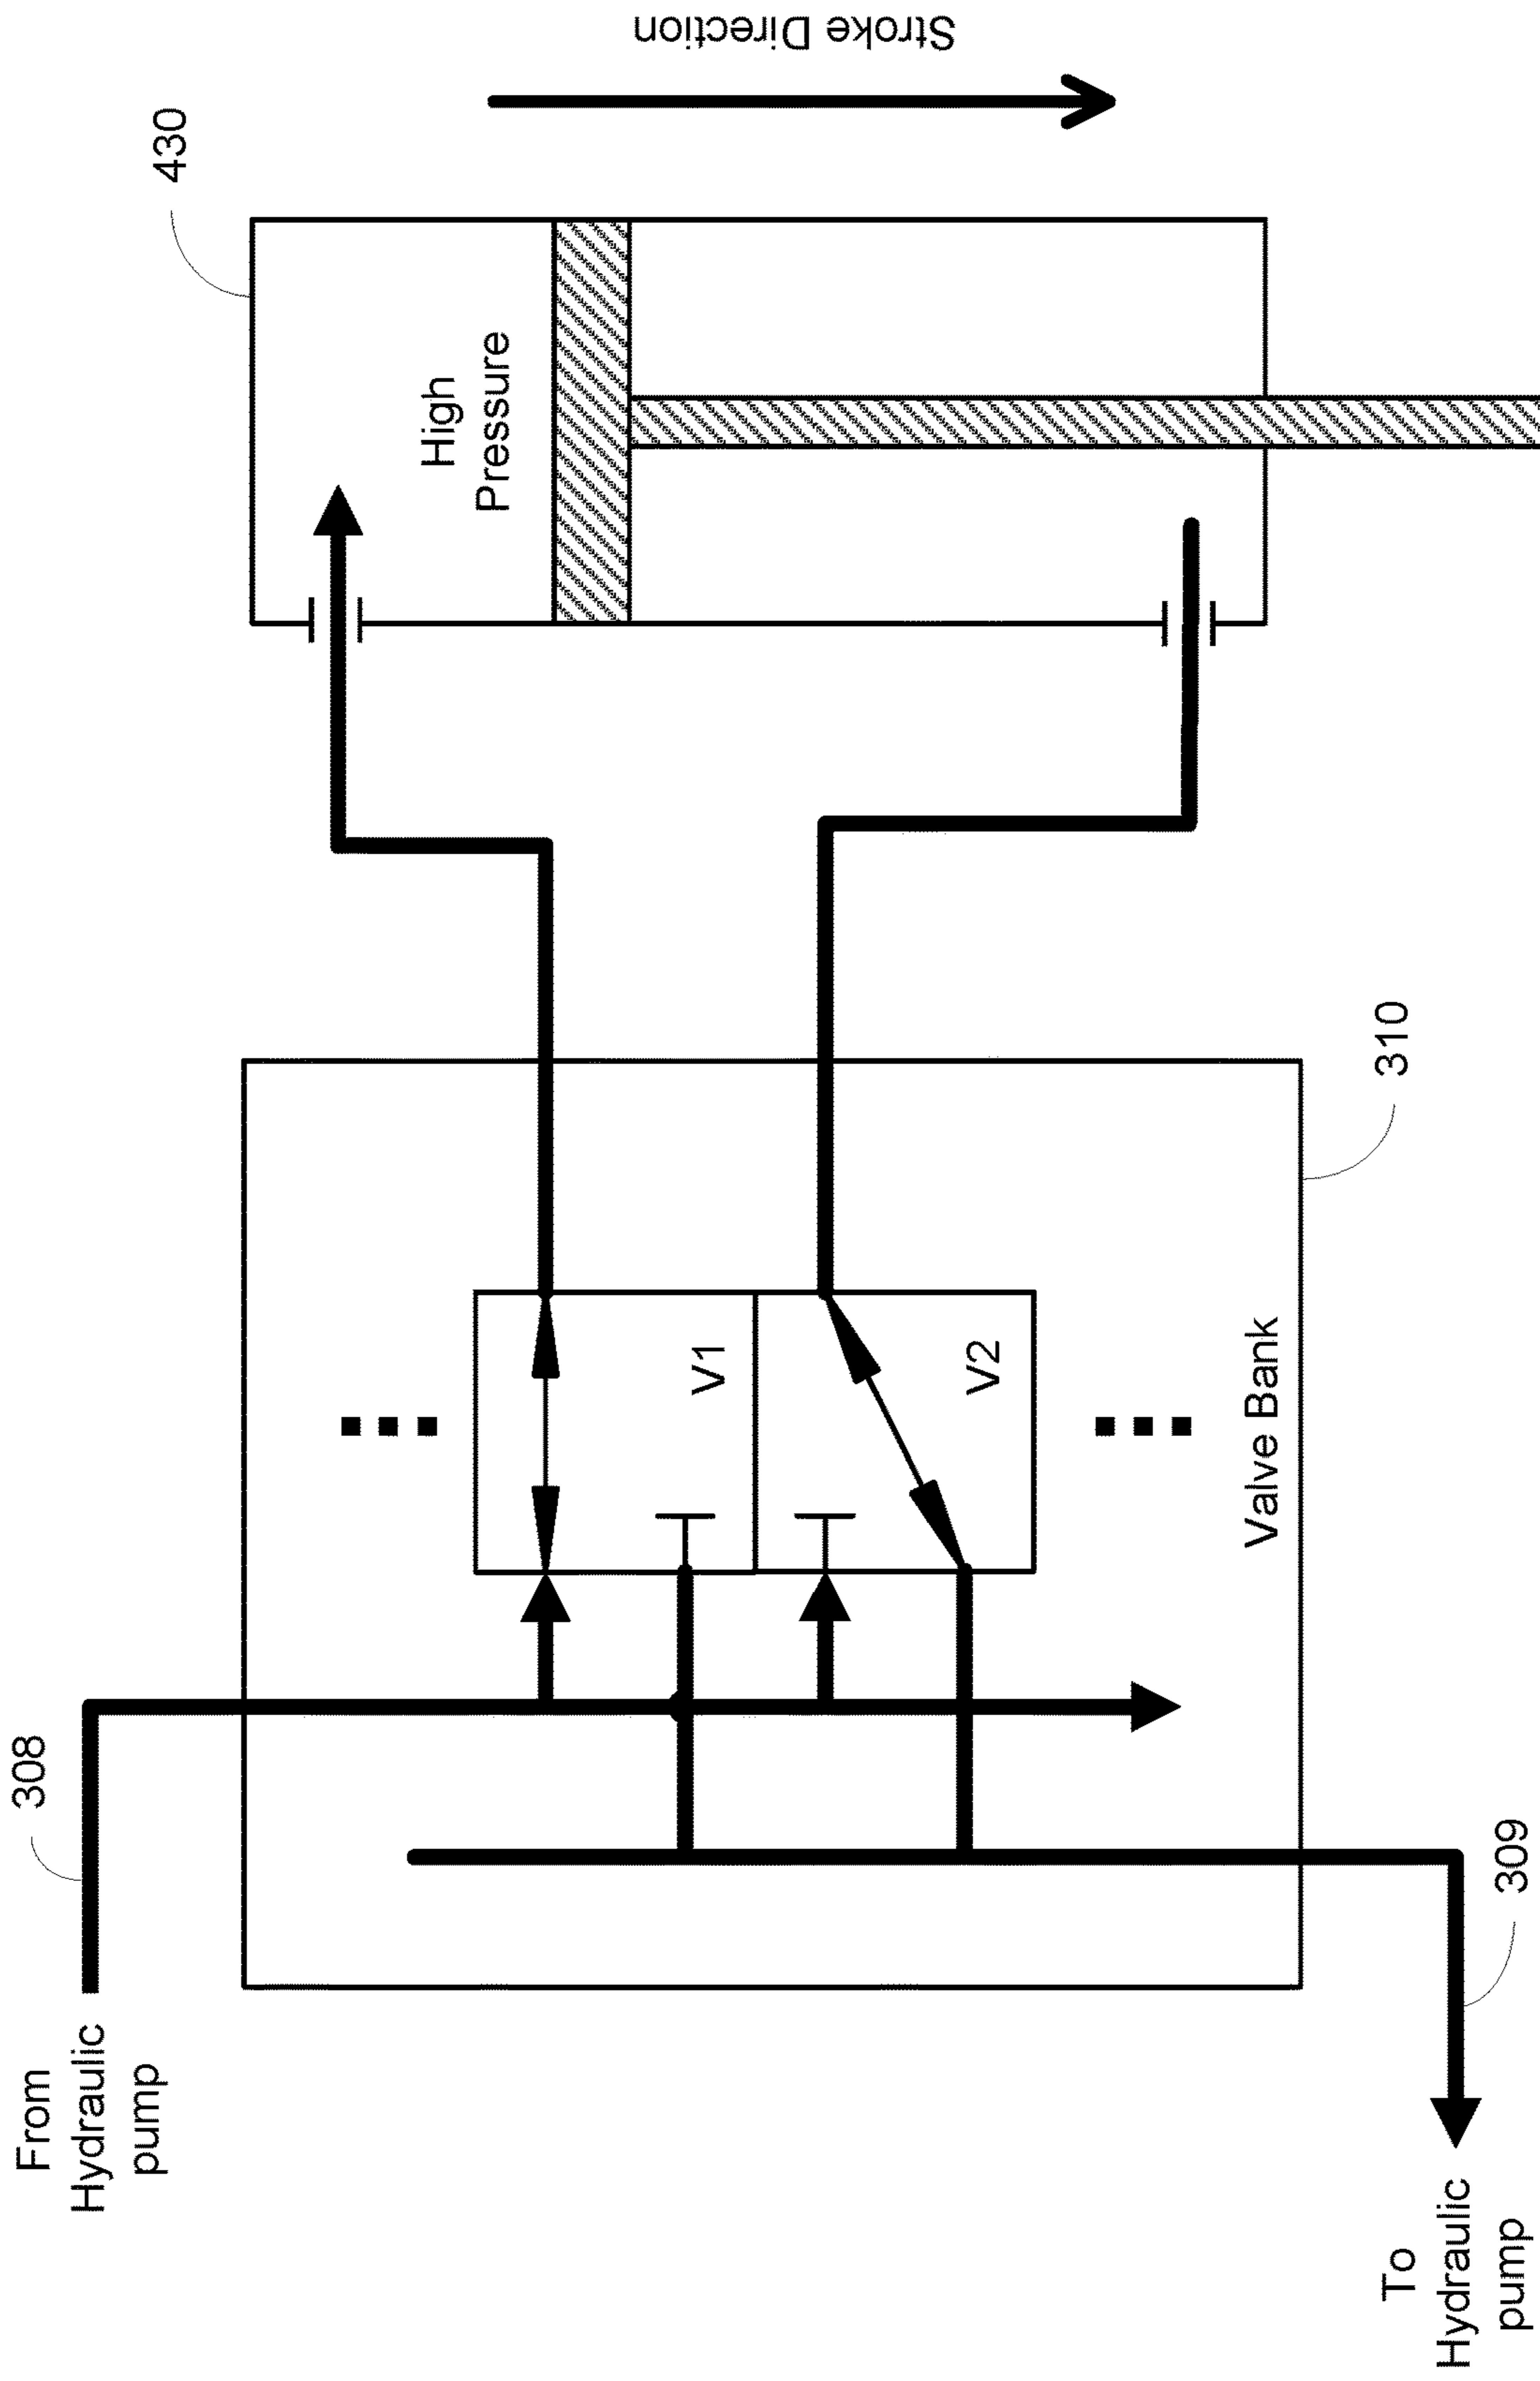 Stroke Direction
430
High
Pressure
310
V1
V2
Valve Bank
308
309
From
Hydraulic
pump
To
Hydraulic
pump